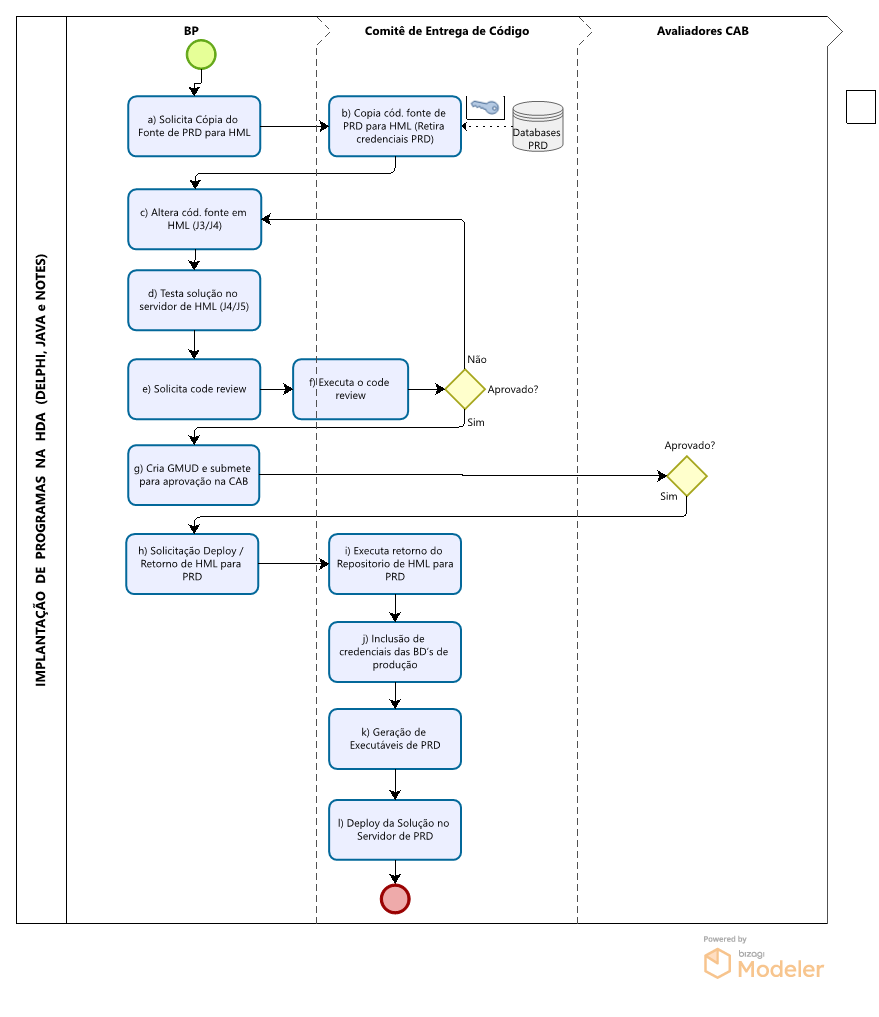 BP
Comitê de Entrega de Código
Avaliadores CAB
IMPLANTAÇÃO DE PROGRAMAS NA HDA (DELPHI, JAVA e NOTES)
a) Solicita Cópia do
Fonte de PRD para HML
b) Copia cód. fonte de
PRD para HML (Retira
credenciais PRD)
Databases
PRD
c) Altera cód. fonte em
HML (J3/J4)
d) Testa solução no
servidor de HML (J4/J5)
e) Solicita code review
f) Executa o code
review
Não
Aprovado?
Sim
g) Cria GMUD e submete
para aprovação na CAB
Aprovado?
Sim
h) Solicitação Deploy /
Retorno de HML para
PRD
i) Executa retorno do
Repositorio de HML para
PRD
j) Inclusão de
credenciais das BD's de
produção
k) Geração de
Executáveis de PRD
l) Deploy da Solução no
Servidor de PRD
Powered by
bizagi
Modeler